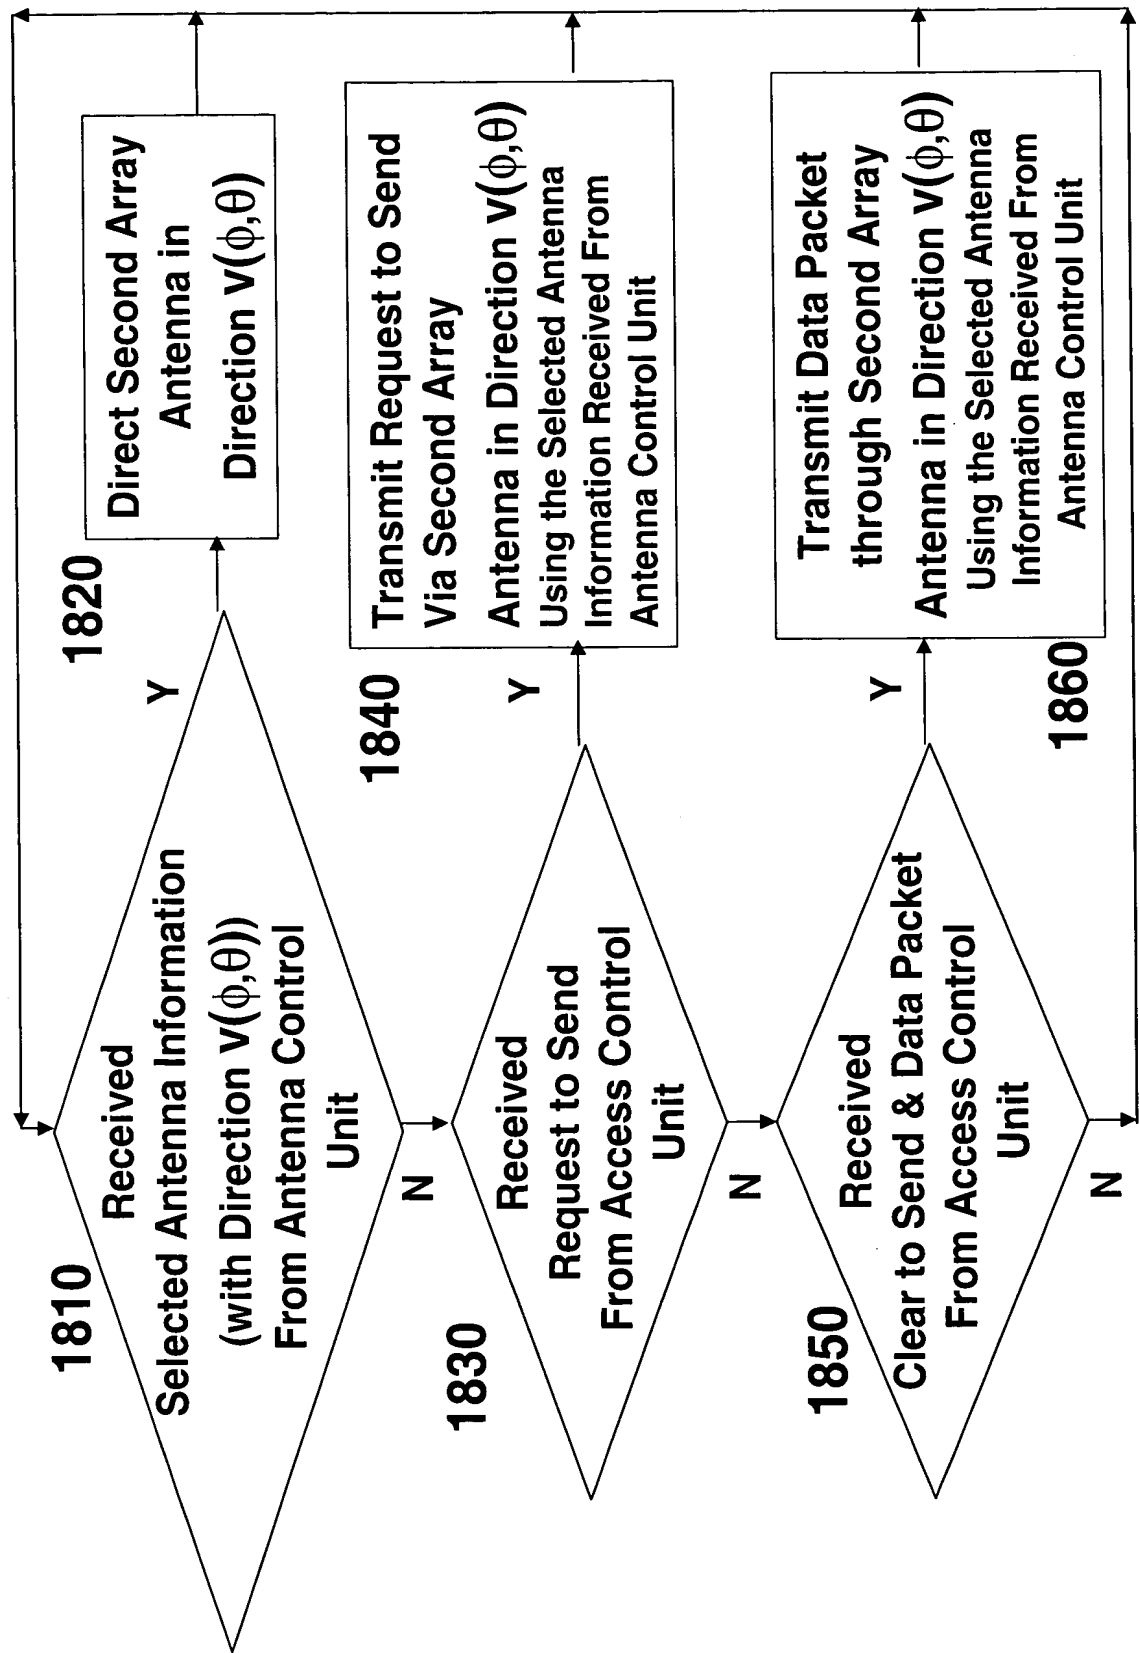 1810
Received
Selected Antenna Information
(with Direction V(ϕ,θ))
From Antenna Control
Unit
Y
N
1820
Direct Second Array
Antenna in
Direction V(ϕ,θ)
1830
Received
Request to Send
From Access Control
Unit
Y
N
1840
Transmit Request to Send
Via Second Array
Antenna in Direction V(ϕ,θ)
Using the Selected Antenna
Information Received From
Antenna Control Unit
1850
Received
Clear to Send & Data Packet
From Access Control
Unit
Y
N
1860
Transmit Data Packet
through Second Array
Antenna in Direction V(ϕ,θ)
Using the Selected Antenna
Information Received From
Antenna Control Unit